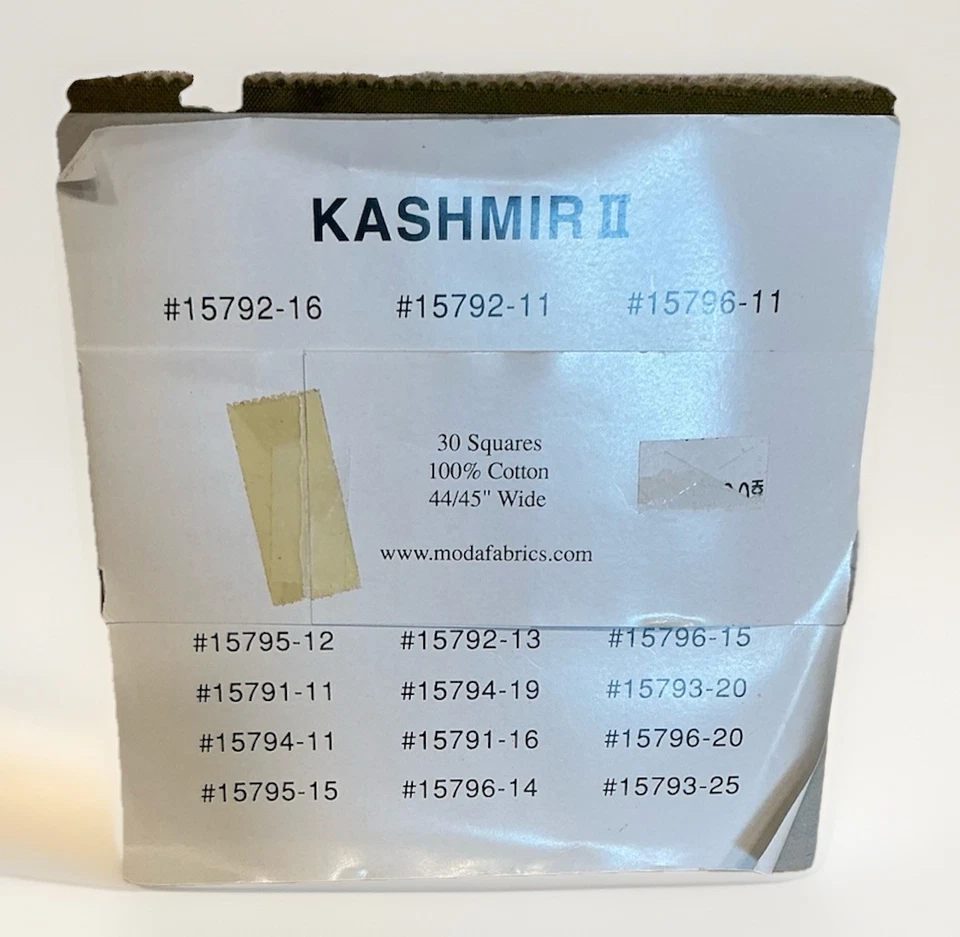 KASHMIR II
#15792-16 #15792-11 #15796-11
30 Squares
100% Cotton
44/45" Wide
www.modafabrics.com
#15795-12 #15792-13 #15796-15
#15791-11 #15794-19 #15793-20
#15794-11 #15791-16 #15796-20
#15795-15 #15796-14 #15793-25